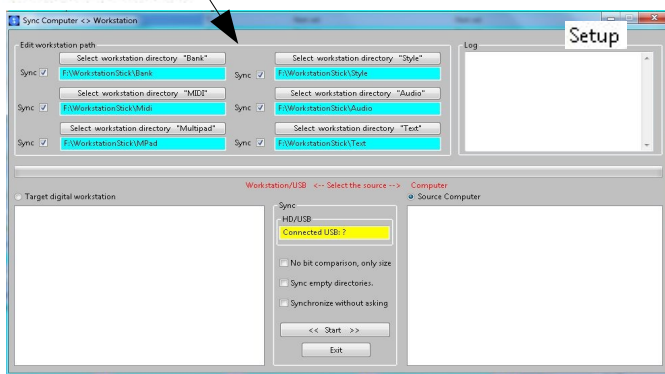 Sync Computer <> Workstation
Setup
Edit workstation path
Select workstation directory "Bank"
Sync
F:\WorkstationStick\Bank
Select workstation directory "Style"
Sync
F:\WorkstationStick\Style
Select workstation directory "MIDI"
Sync
F:\WorkstationStick\Midi
Select workstation directory "Audio"
Sync
F:\WorkstationStick\Audio
Select workstation directory "Multipad"
Sync
F:\WorkstationStick\MPad
Select workstation directory "Text"
Sync
F:\WorkstationStick\Text
Log
Workstation/USB <-- Select the source --> Computer
Target digital workstation
Source Computer
Sync
HD/USB
Connected USB: ?
No bit comparison, only size
Sync empty directories.
Synchronize without asking
<< Start >>
Exit